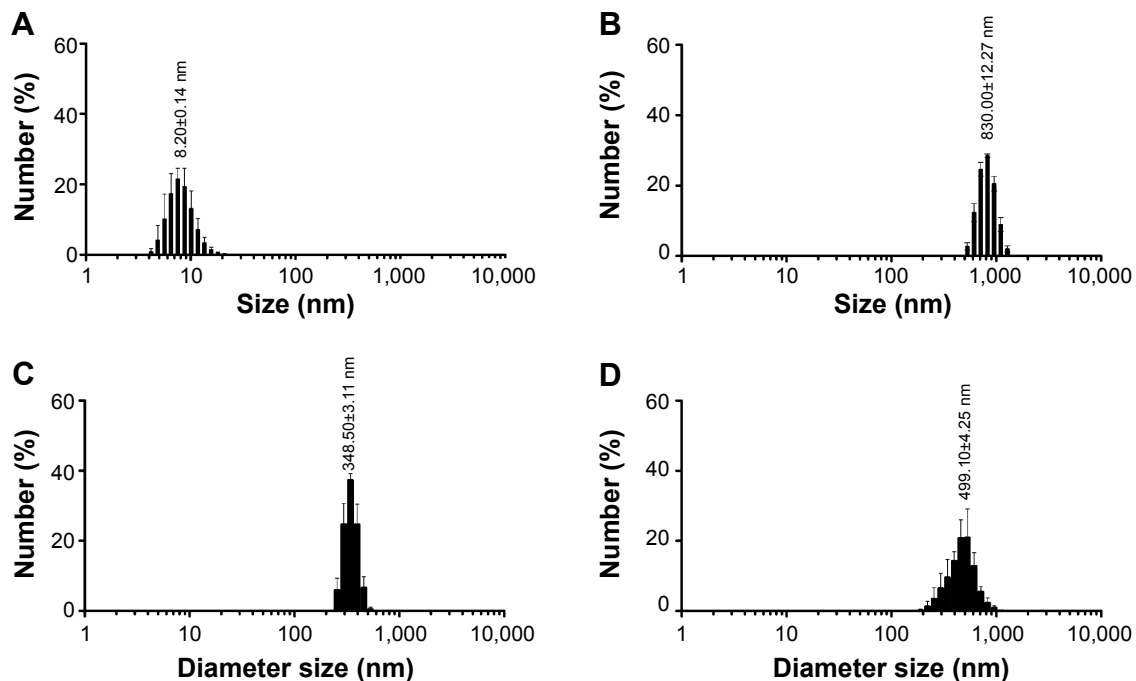 A
60
40
20
0
Number (%)
8.20±0.14 nm
1 10 100 1,000 10,000
Size (nm)
B
60
40
20
0
Number (%)
830.00±12.27 nm
1 10 100 1,000 10,000
Size (nm)
C
60
40
20
0
Number (%)
348.50±3.11 nm
1 10 100 1,000 10,000
Diameter size (nm)
D
60
40
20
0
Number (%)
499.10±4.25 nm
1 10 100 1,000 10,000
Diameter size (nm)